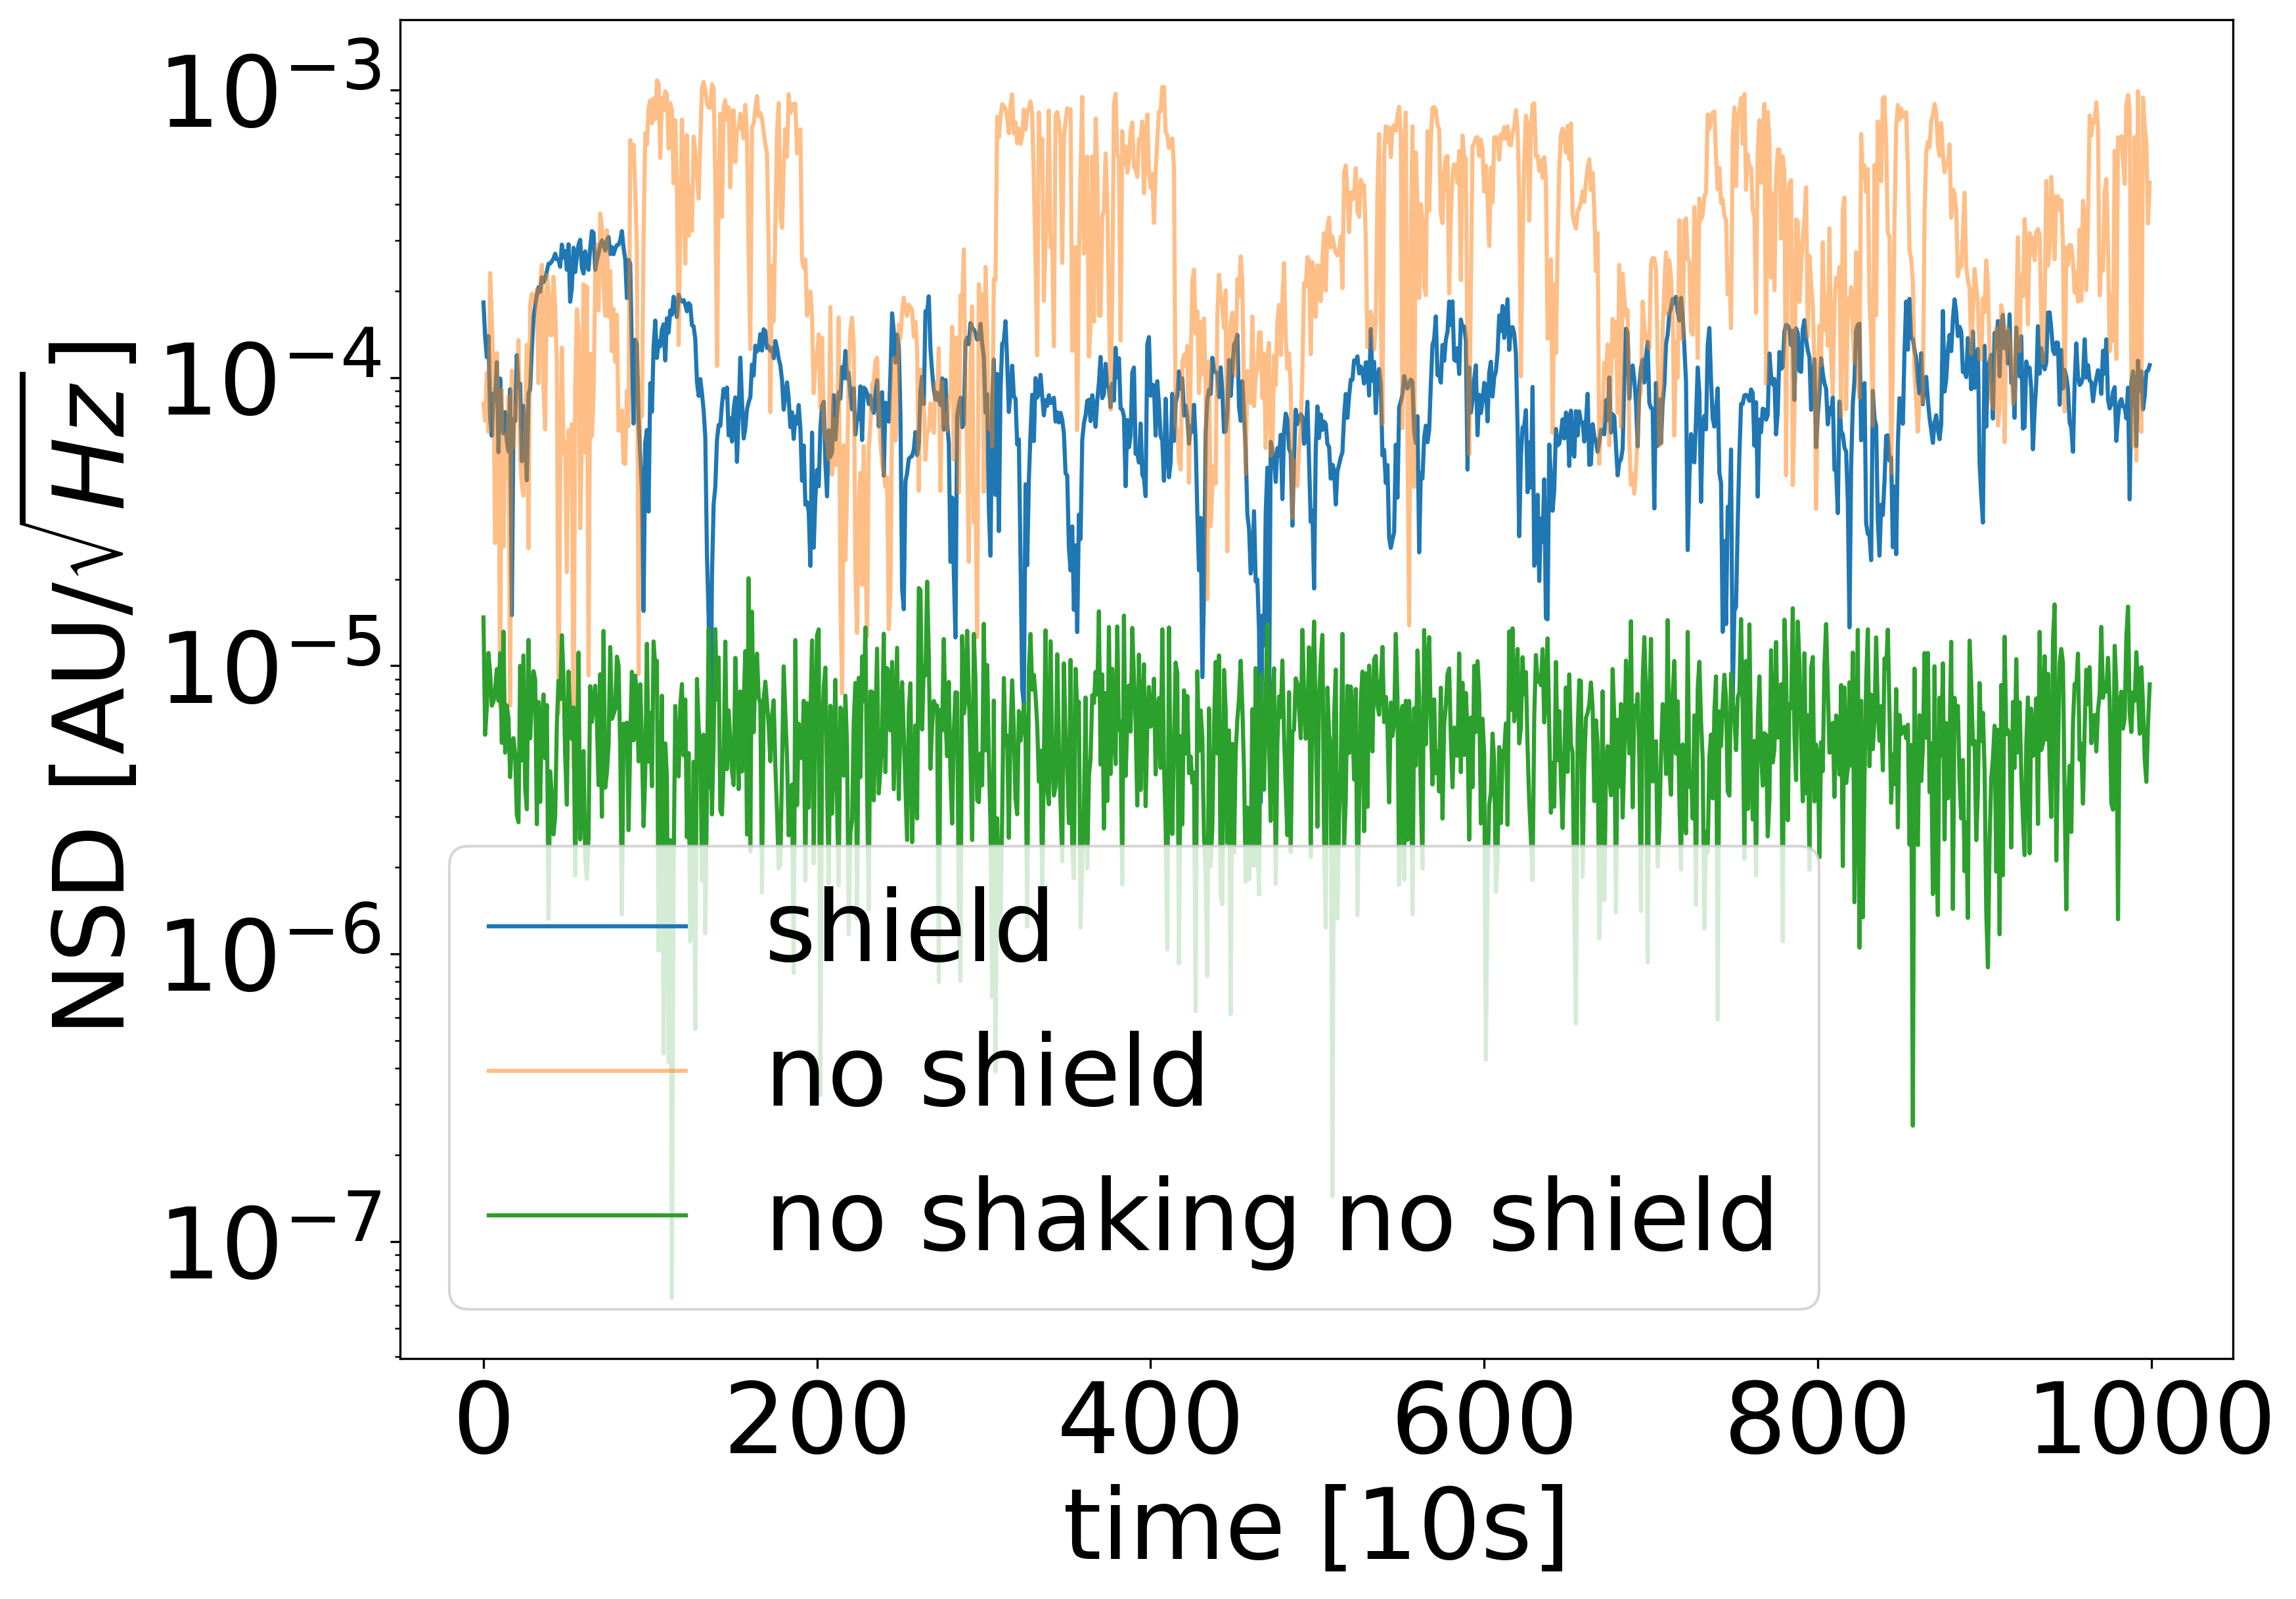 NSD [AU/√Hz]
10⁻³
10⁻⁴
10⁻⁵
10⁻⁶
10⁻⁷
shield
no shield
no shaking no shield
0 200 400 600 800 1000
time [10s]